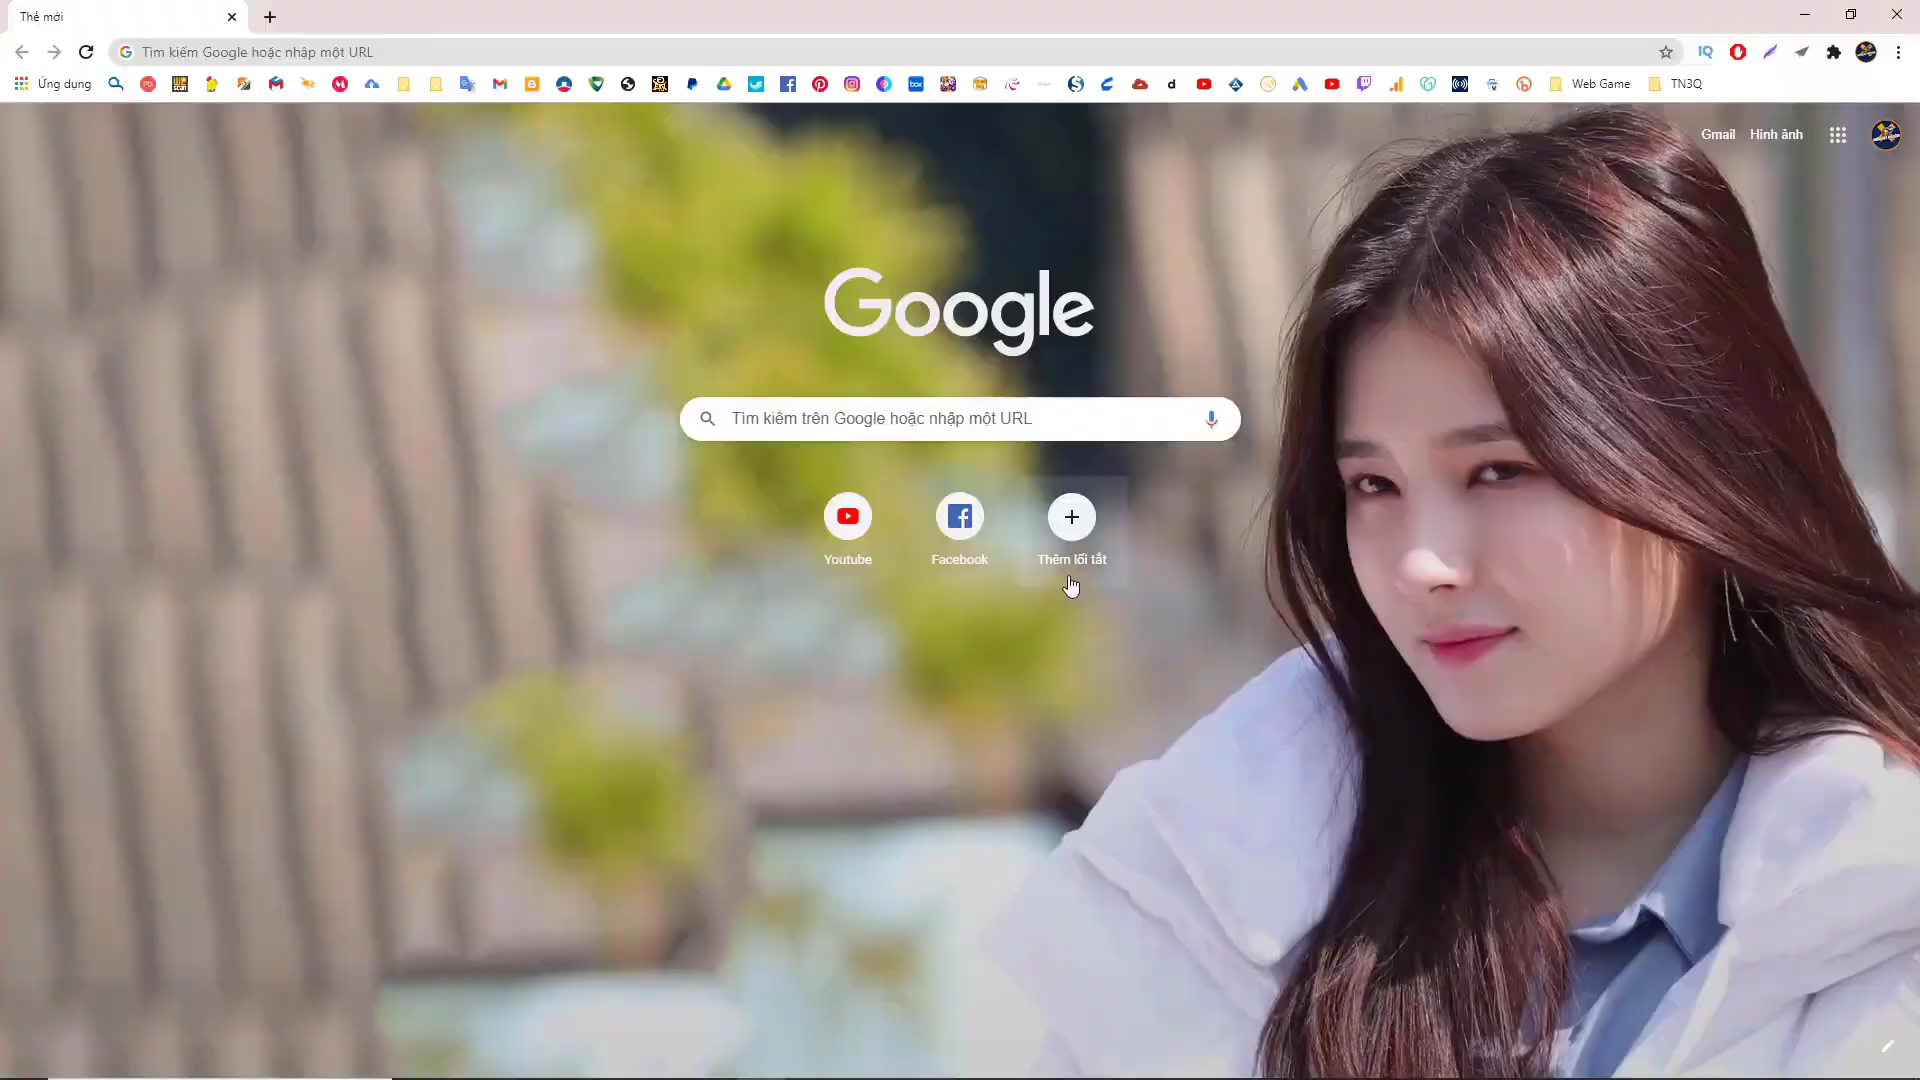 Thẻ mới
Tìm kiếm Google hoặc nhập một URL
Ứng dụng
Web Game
TN3Q
Gmail
Hình ảnh
Google
Tìm kiếm trên Google hoặc nhập một URL
Youtube
Facebook
Thêm lối tắt